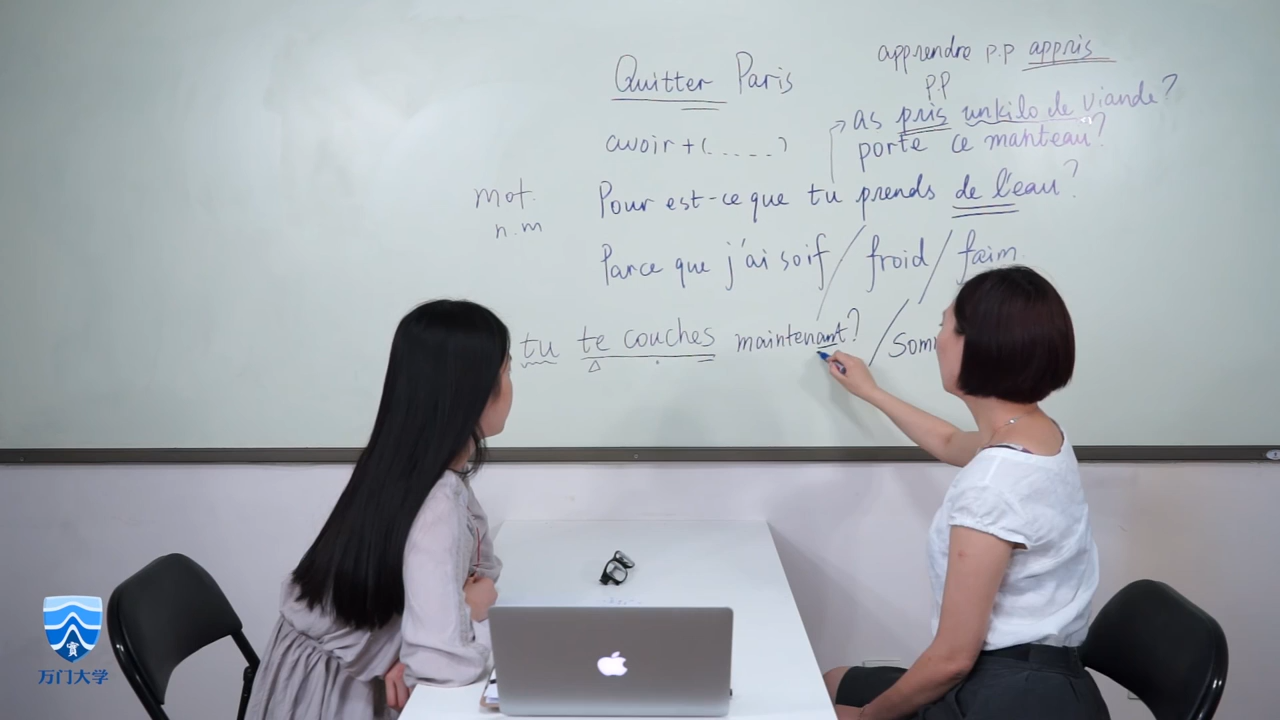 apprendre p.p appris
Quitter Paris
p.p
as pris un kilo de viande?
avoir + (.....)
porte ce manteau?
mot.
n.m
Pour est-ce que tu prends de l'eau?
Parce que j'ai soif / froid / faim
tu te couches maintenant? /
万门大学